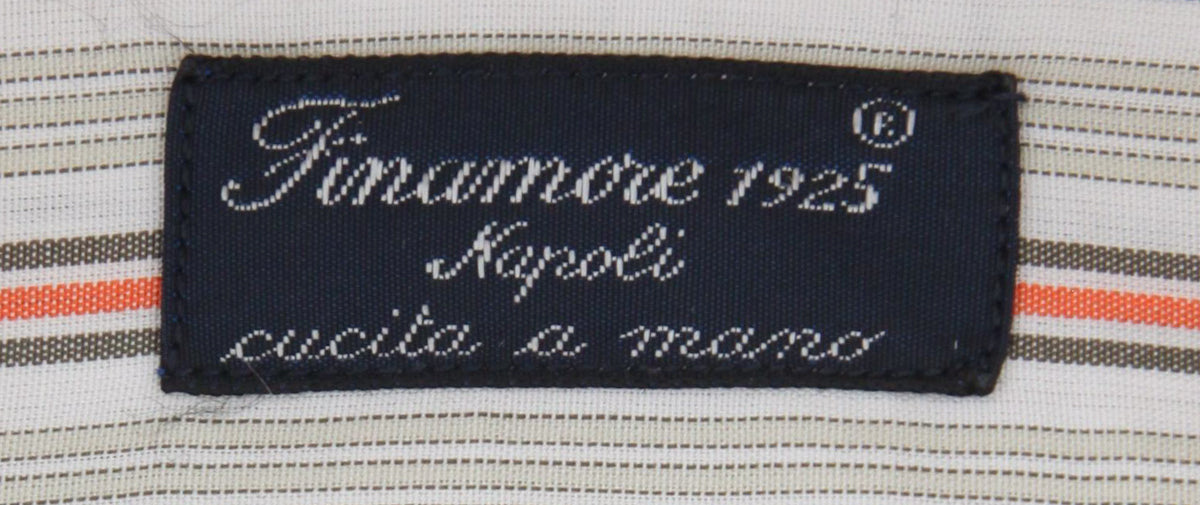 Finamore 1925 ®
Napoli
cucita a mano